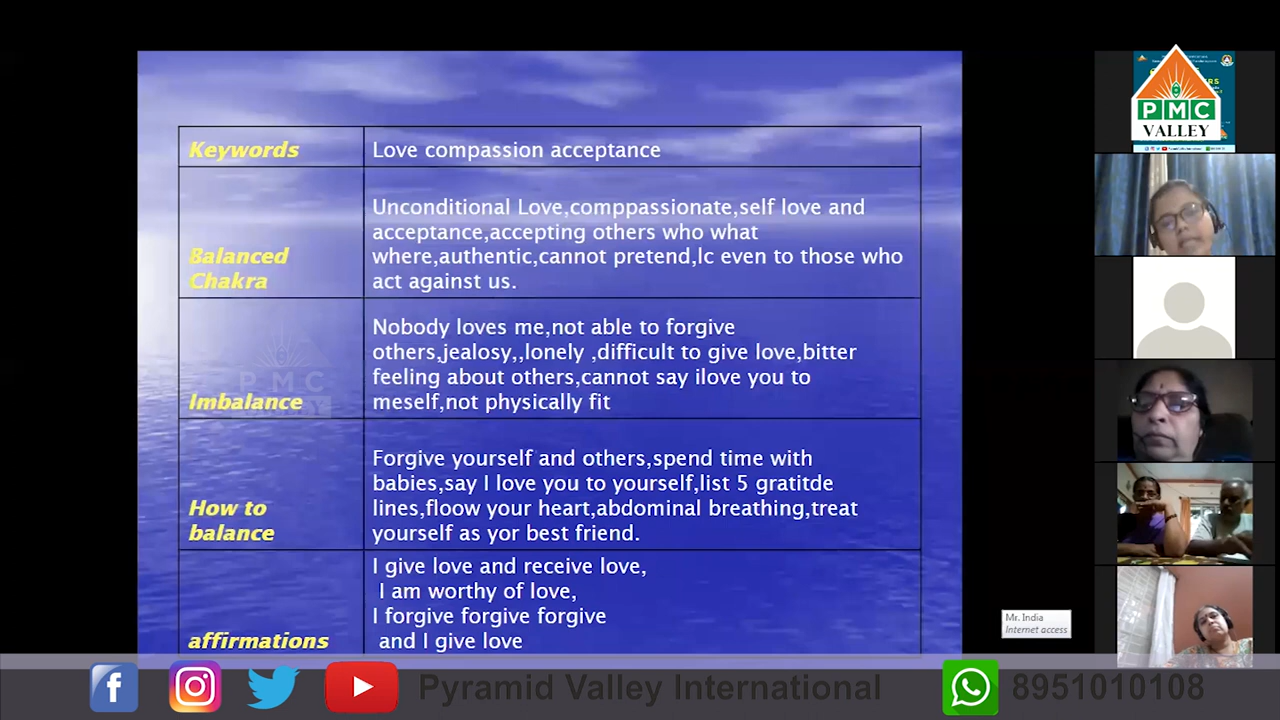 Keywords
Love compassion acceptance
Balanced
Chakra
Unconditional Love,comppassionate,self love and
acceptance,accepting others who what
where,authentic,cannot pretend,lc even to those who
act against us.
Imbalance
Nobody loves me,not able to forgive
others,jealosy,,lonely ,difficult to give love,bitter
feeling about others,cannot say ilove you to
meself,not physically fit
How to
balance
Forgive yourself and others,spend time with
babies,say I love you to yourself,list 5 gratitde
lines,floow your heart,abdominal breathing,treat
yourself as yor best friend.
affirmations
I give love and receive love,
I am worthy of love,
I forgive forgive forgive
and I give love
PMC
PMC
VALLEY
Mr. India
Internet access
Pyramid Valley International
8951010108